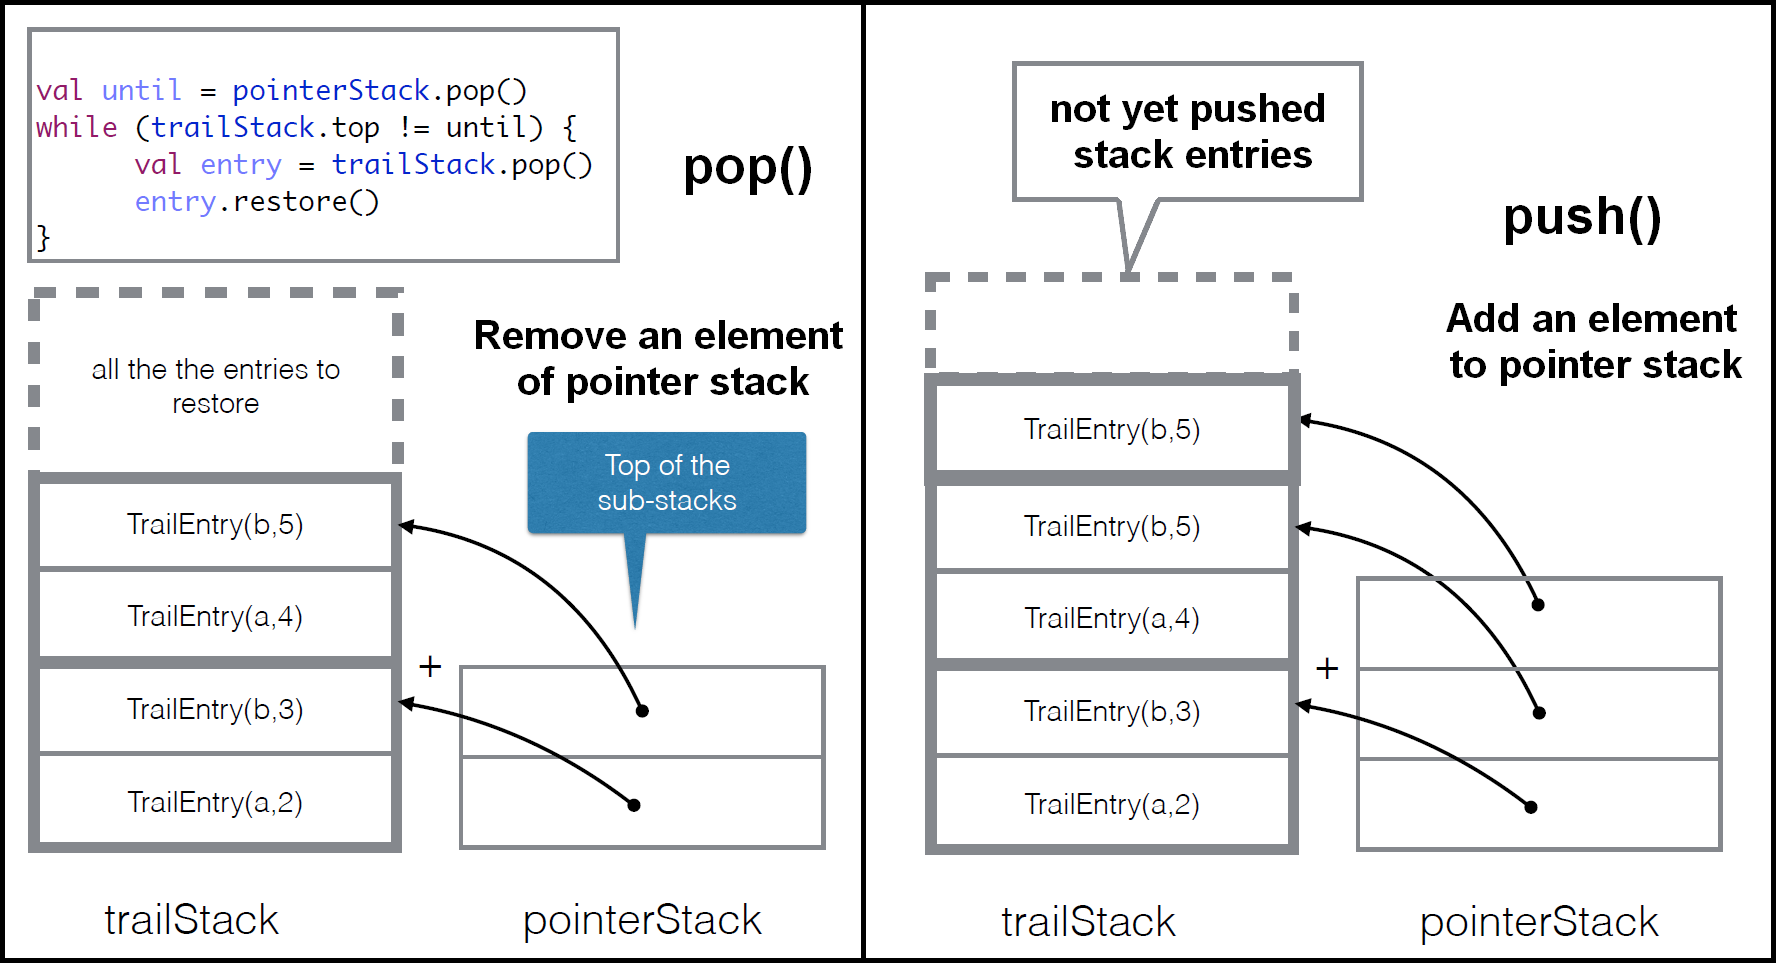 val until = pointerStack.pop()
while (trailStack.top != until) {
val entry = trailStack.pop()
entry.restore()
}
pop()
all the the entries to
restore
Remove an element
of pointer stack
Top of the
sub-stacks
TrailEntry(b,5)
TrailEntry(a,4)
+
TrailEntry(b,3)
TrailEntry(a,2)
trailStack
pointerStack
not yet pushed
stack entries
push()
Add an element
to pointer stack
TrailEntry(b,5)
TrailEntry(b,5)
TrailEntry(a,4)
+
TrailEntry(b,3)
TrailEntry(a,2)
trailStack
pointerStack